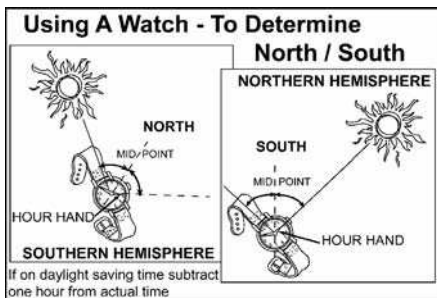 Using A Watch - To Determine
North / South
NORTH
MID/POINT
HOUR HAND
SOUTHERN HEMISPHERE
If on daylight saving time subtract
one hour from actual time
NORTHERN HEMISPHERE
SOUTH
MID POINT
HOUR HAND